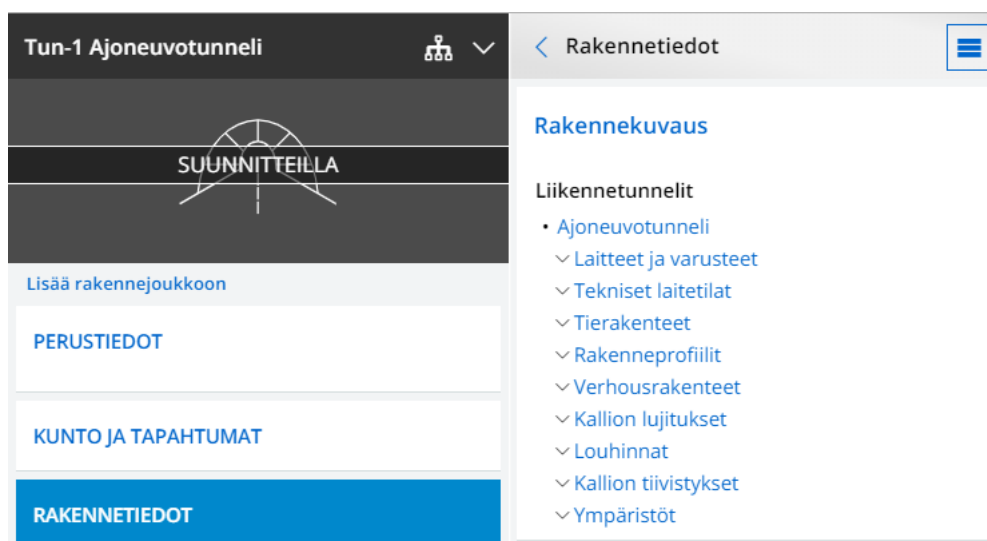 Tun-1 Ajoneuvotunneli
SUUNNITTEILLA
Lisää rakennejoukkoon
PERUSTIEDOT
KUNTO JA TAPAHTUMAT
RAKENNETIEDOT
Rakennetiedot
Rakennekuvaus
Liikennetunnelit
• Ajoneuvotunneli
Laitteet ja varusteet
Tekniset laitetilat
Tierakenteet
Rakenneprofiilit
Verhousrakenteet
Kallion lujitukset
Louhinnat
Kallion tiivistykset
Ympäristöt